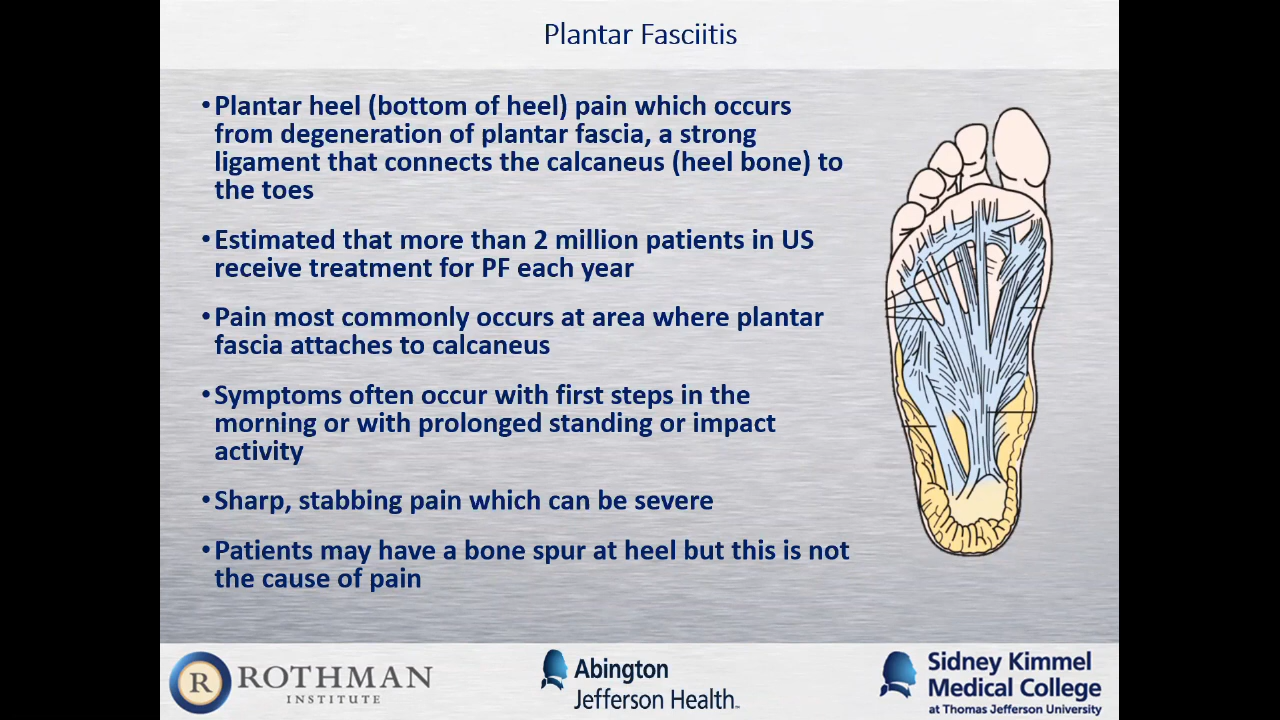 Plantar Fasciitis
•Plantar heel (bottom of heel) pain which occurs
from degeneration of plantar fascia, a strong
ligament that connects the calcaneus (heel bone) to
the toes
•Estimated that more than 2 million patients in US
receive treatment for PF each year
•Pain most commonly occurs at area where plantar
fascia attaches to calcaneus
•Symptoms often occur with first steps in the
morning or with prolonged standing or impact
activity
•Sharp, stabbing pain which can be severe
•Patients may have a bone spur at heel but this is not
the cause of pain
R ROTHMAN
INSTITUTE
Abington
Jefferson Health™
Sidney Kimmel
Medical College
at Thomas Jefferson University